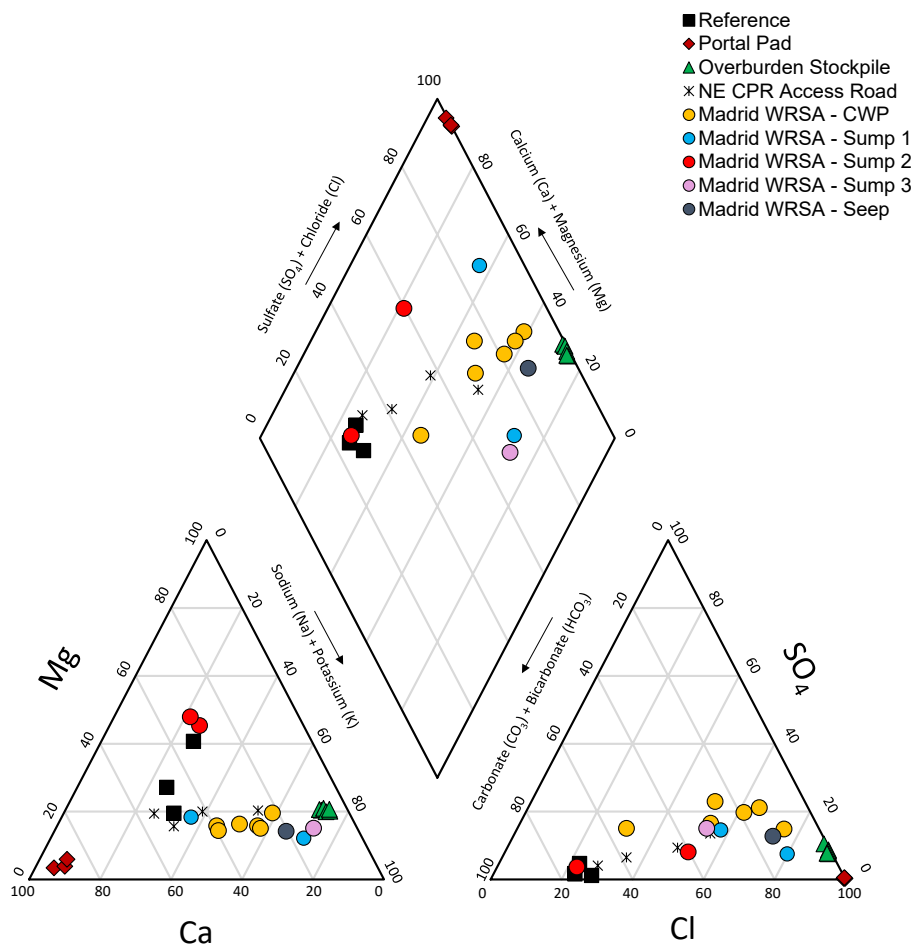 Reference
Portal Pad
Overburden Stockpile
NE CPR Access Road
Madrid WRSA - CWP
Madrid WRSA - Sump 1
Madrid WRSA - Sump 2
Madrid WRSA - Sump 3
Madrid WRSA - Seep
100
80
80
60
60
40
40
20
20
0
0
Sulfate (SO₄) + Chloride (Cl)
Calcium (Ca) + Magnesium (Mg)
Sodium (Na) + Potassium (K)
Carbonate (CO₃) + Bicarbonate (HCO₃)
100
0
80
20
60
40
40
60
20
80
0
100
100
80
60
40
20
0
Mg
Ca
0
100
20
80
40
60
60
40
80
20
100
0
0
20
40
60
80
100
SO₄
Cl